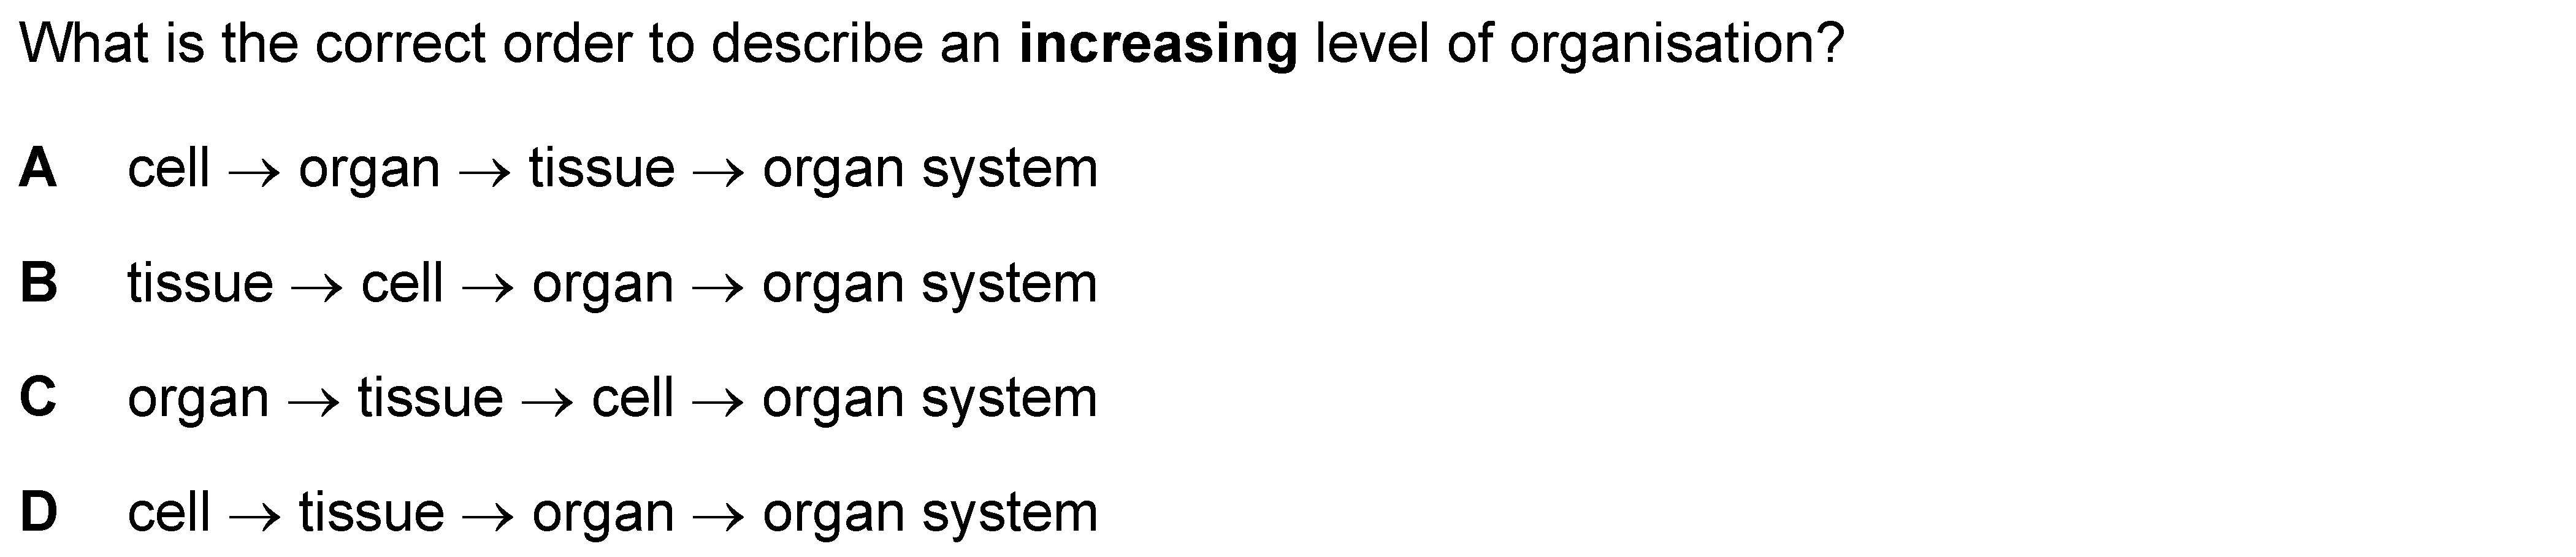 What is the correct order to describe an increasing level of organisation?
A cell → organ → tissue → organ system
B tissue → cell → organ → organ system
C organ → tissue → cell → organ system
D cell → tissue → organ → organ system